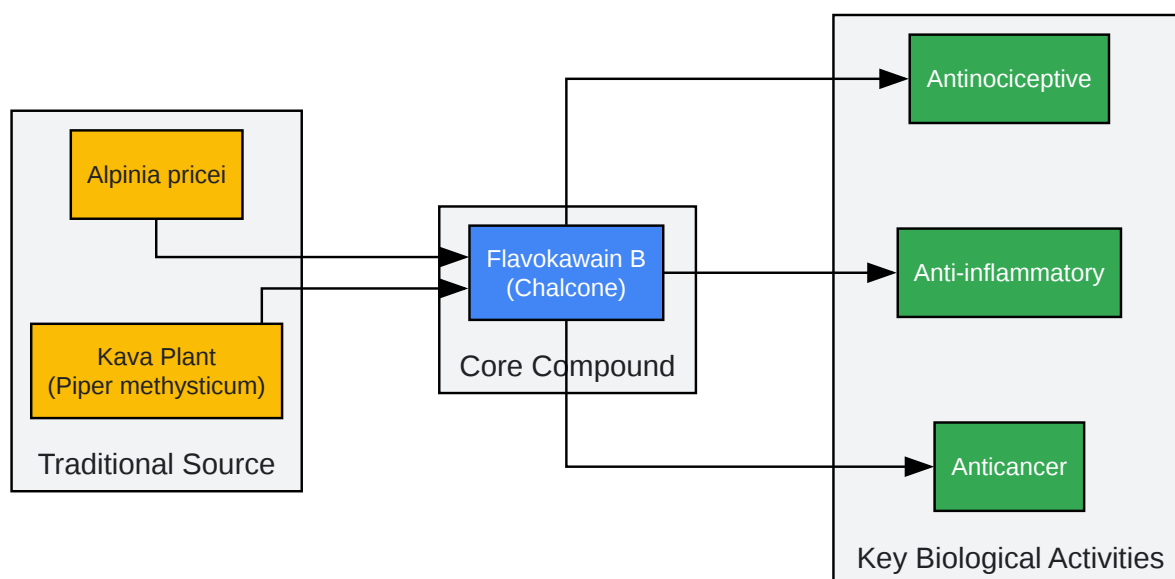 Alpinia pricei
Kava Plant
(Piper methysticum)
Traditional Source
Flavokawain B
(Chalcone)
Core Compound
Antinociceptive
Anti-inflammatory
Anticancer
Key Biological Activities